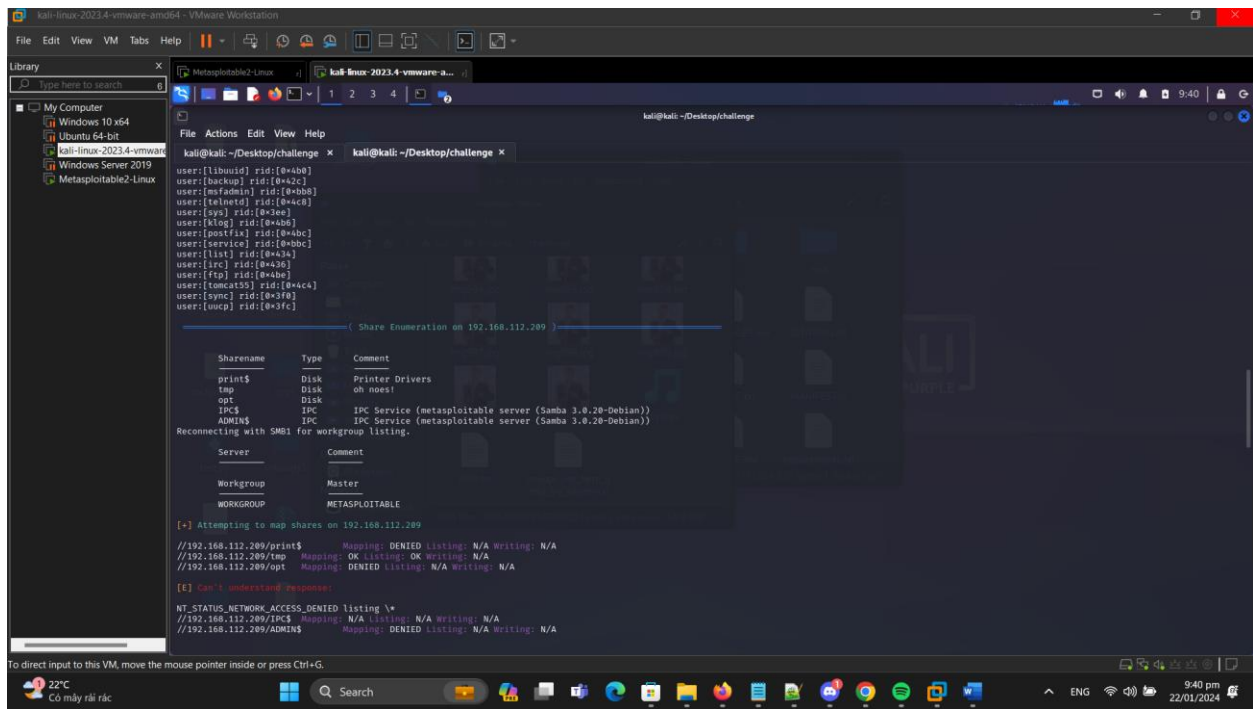 kali-linux-2023.4-vmware-amd64 - VMware Workstation
File Edit View VM Tabs Help
Library
Type here to search
My Computer
Windows 10 x64
Ubuntu 64-bit
kali-linux-2023.4-vmware
Windows Server 2019
Metasploitable2-Linux
Metasploitable2-Linux
kali-linux-2023.4-vmware-a...
1 2 3 4
9:40
kali@kali: ~/Desktop/challenge
File Actions Edit View Help
kali@kali: ~/Desktop/challenge × kali@kali: ~/Desktop/challenge ×
user:[libuuid] rid:[0×4b0]
user:[backup] rid:[0×42c]
user:[msfadmin] rid:[0×bb8]
user:[telnetd] rid:[0×4c8]
user:[sys] rid:[0×3ee]
user:[klog] rid:[0×4b6]
user:[postfix] rid:[0×4bc]
user:[service] rid:[0×bbc]
user:[list] rid:[0×434]
user:[irc] rid:[0×436]
user:[ftp] rid:[0×4be]
user:[tomcat55] rid:[0×4c4]
user:[sync] rid:[0×3f0]
user:[uucp] rid:[0×3fc]
( Share Enumeration on 192.168.112.209 )
Sharename Type Comment
print$ Disk Printer Drivers
tmp Disk oh noes!
opt Disk
IPC$ IPC IPC Service (metasploitable server (Samba 3.0.20-Debian))
ADMIN$ IPC IPC Service (metasploitable server (Samba 3.0.20-Debian))
Reconnecting with SMB1 for workgroup listing.
Server Comment
Workgroup Master
WORKGROUP METASPLOITABLE
[+] Attempting to map shares on 192.168.112.209
//192.168.112.209/print$ Mapping: DENIED Listing: N/A Writing: N/A
//192.168.112.209/tmp Mapping: OK Listing: OK Writing: N/A
//192.168.112.209/opt Mapping: DENIED Listing: N/A Writing: N/A
[E] Can't understand response:
NT_STATUS_NETWORK_ACCESS_DENIED listing \*
//192.168.112.209/IPC$ Mapping: N/A Listing: N/A Writing: N/A
//192.168.112.209/ADMIN$ Mapping: DENIED Listing: N/A Writing: N/A
To direct input to this VM, move the mouse pointer inside or press Ctrl+G.
22°C
Có mây rải rác
Search
ENG
9:40 pm
22/01/2024